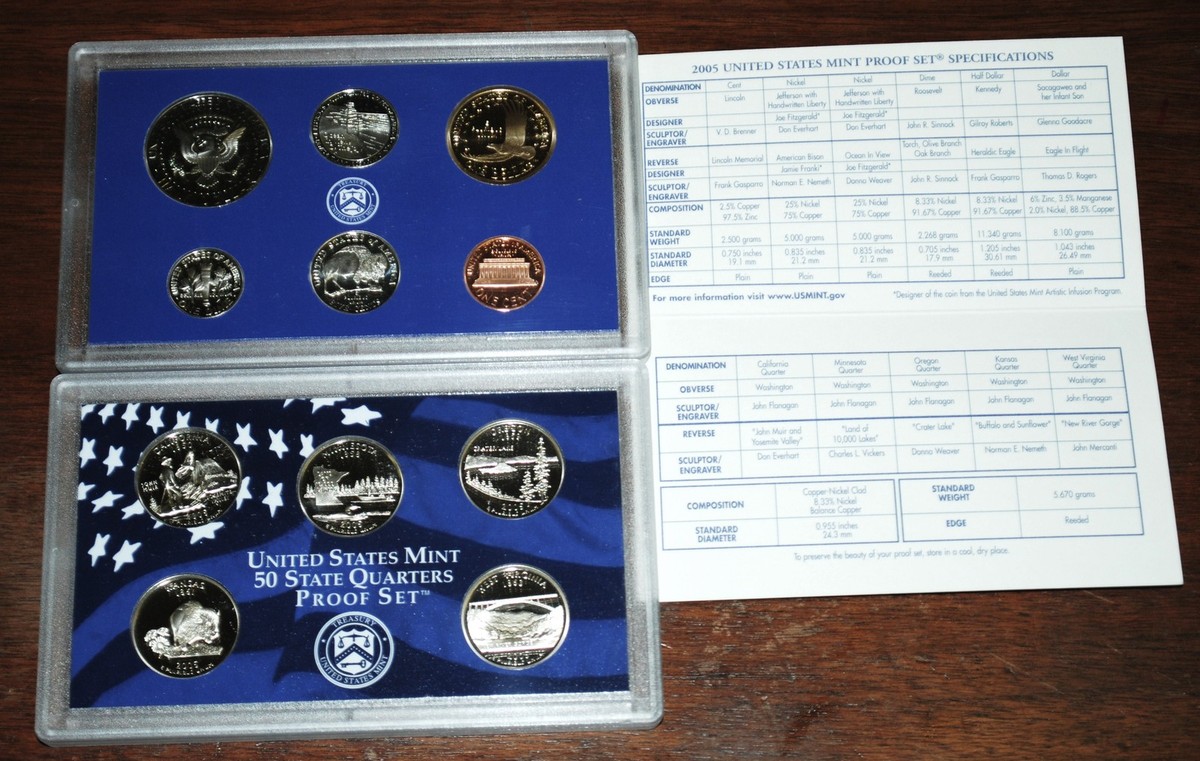 TREASURY
ONE CENT
CALIFORNIA
CRATER LAKE
2005
2005
KANSAS
1861
2005
WEST VIRGINIA
UNITED STATES MINT
50 STATE QUARTERS
PROOF SET™
TREASURY
UNITED STATES MINT
2005 UNITED STATES MINT PROOF SET® SPECIFICATIONS
DENOMINATION Cent Nickel Nickel Dime Half Dollar Dollar
OBVERSE Lincoln Jefferson with Jefferson with Roosevelt Kennedy Sacagawea and
Handwritten Liberty Handwritten Liberty her Infant Son
DESIGNER Joe Fitzgerald* Joe Fitzgerald*
SCULPTOR/ V. D. Brenner Don Everhart Don Everhart John R. Sinnock Gilroy Roberts Glenna Goodacre
ENGRAVER
REVERSE Lincoln Memorial American Bison Ocean In View Torch, Olive Branch Heraldic Eagle Eagle In Flight
Oak Branch
DESIGNER Jamie Franki* Joe Fitzgerald*
SCULPTOR/ Frank Gasparro Norman E. Nemeth Donna Weaver John R. Sinnock Frank Gasparro Thomas D. Rogers
ENGRAVER
COMPOSITION 2.5% Copper 25% Nickel 25% Nickel 8.33% Nickel 8.33% Nickel 6% Zinc, 3.5% Manganese
97.5% Zinc 75% Copper 75% Copper 91.67% Copper 91.67% Copper 2.0% Nickel, 88.5% Copper
STANDARD
WEIGHT 2.500 grams 5.000 grams 5.000 grams 2.268 grams 11.340 grams 8.100 grams
STANDARD 0.750 inches 0.835 inches 0.835 inches 0.705 inches 1.205 inches 1.043 inches
DIAMETER 19.1 mm 21.2 mm 21.2 mm 17.9 mm 30.61 mm 26.49 mm
EDGE Plain Plain Plain Reeded Reeded Plain
For more information visit www.USMINT.gov *Designer of the coin from the United States Mint Artistic Infusion Program.
DENOMINATION California Minnesota Oregon Kansas West Virginia
Quarter Quarter Quarter Quarter Quarter
OBVERSE Washington Washington Washington Washington Washington
SCULPTOR/ John Flanagan John Flanagan John Flanagan John Flanagan John Flanagan
ENGRAVER
REVERSE "John Muir and "Land of "Crater Lake" "Buffalo and Sunflower" "New River Gorge"
Yosemite Valley" 10,000 Lakes"
SCULPTOR/ Don Everhart Charles L. Vickers Donna Weaver Norman E. Nemeth John Mercanti
ENGRAVER
COMPOSITION Copper-Nickel Clad
8.33% Nickel
Balance Copper
STANDARD 0.955 inches
DIAMETER 24.3 mm
STANDARD 5.670 grams
WEIGHT
EDGE Reeded
To preserve the beauty of your proof set, store in a cool, dry place.